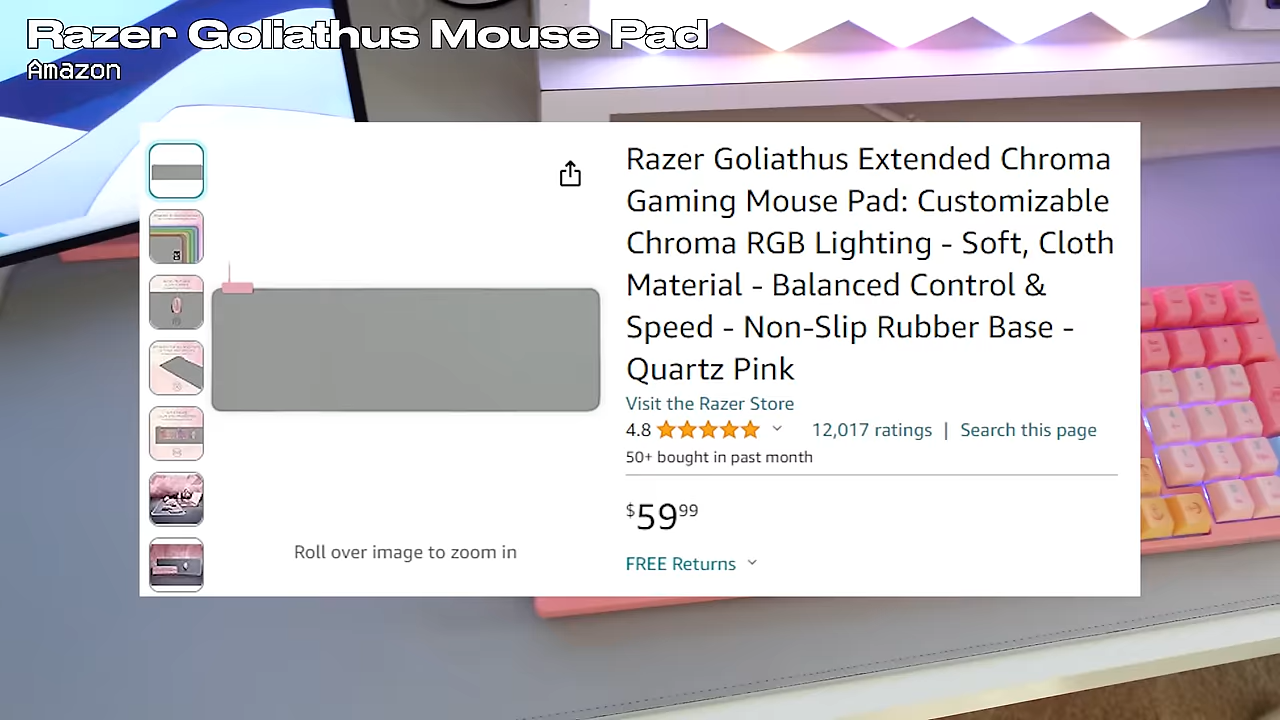 Razer Goliathus Mouse Pad
Amazon
Razer Goliathus Extended Chroma
Gaming Mouse Pad: Customizable
Chroma RGB Lighting - Soft, Cloth
Material - Balanced Control &
Speed - Non-Slip Rubber Base -
Quartz Pink
Visit the Razer Store
4.8 12,017 ratings | Search this page
50+ bought in past month
$59.99
FREE Returns
Roll over image to zoom in